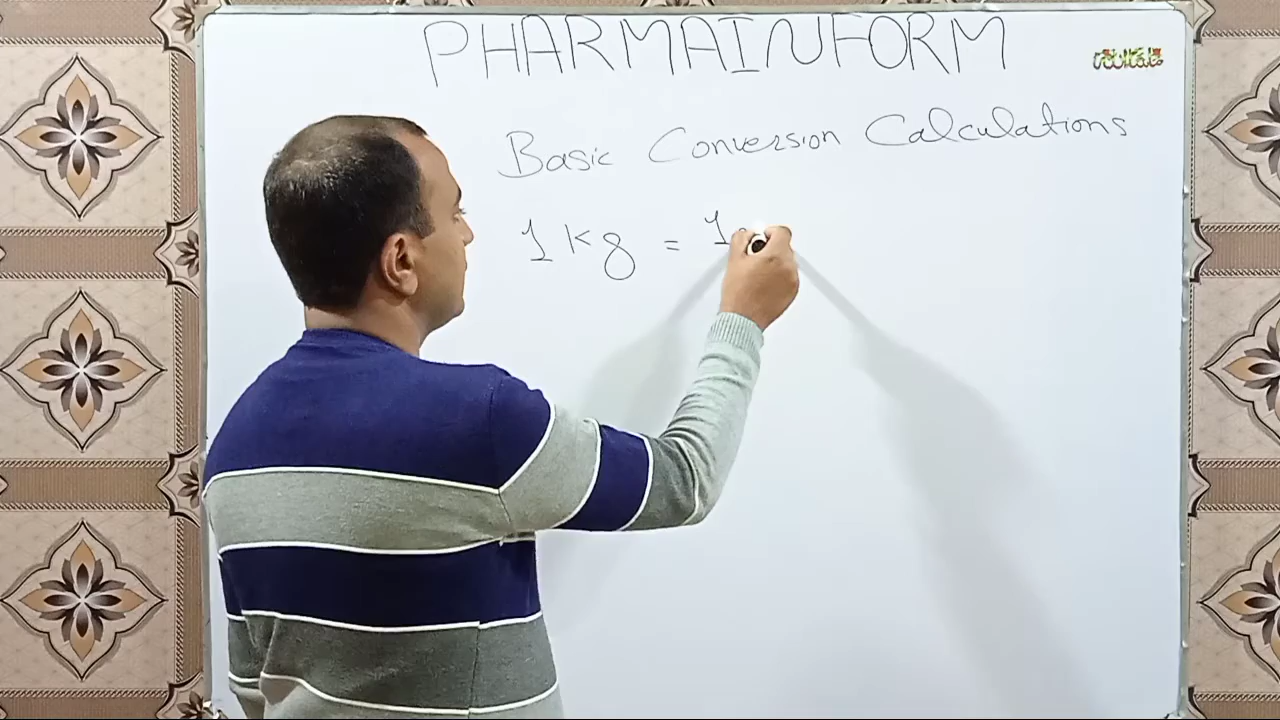 PHARMAINFORM
Basic Conversion Calculations
1 kg = 1